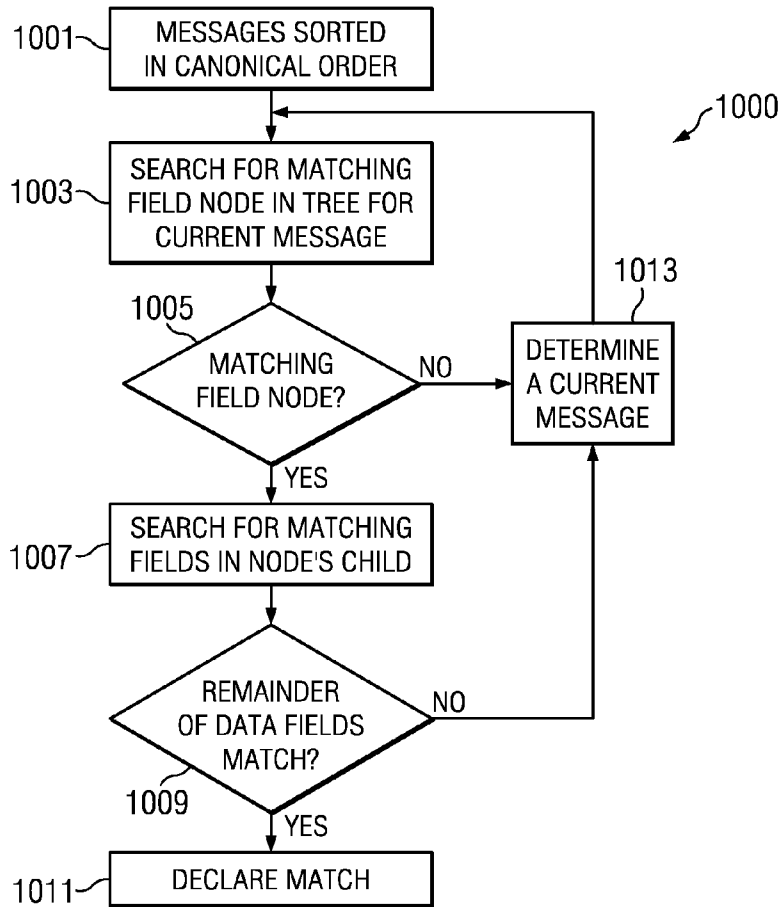 1001
MESSAGES SORTED
IN CANONICAL ORDER
1000
1003
SEARCH FOR MATCHING
FIELD NODE IN TREE FOR
CURRENT MESSAGE
1005
MATCHING
FIELD NODE?
NO
1013
DETERMINE
A CURRENT
MESSAGE
YES
1007
SEARCH FOR MATCHING
FIELDS IN NODE'S CHILD
REMAINDER
OF DATA FIELDS
MATCH?
NO
1009
YES
1011
DECLARE MATCH